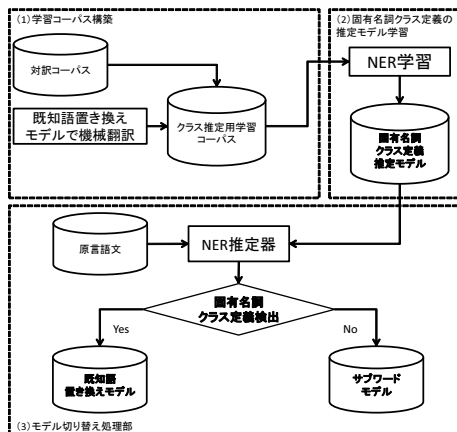 (1)学習コーパス構築
対訳コーパス
既知語置き換え
モデルで機械翻訳
クラス推定用学習
コーパス
(2)固有名詞クラス定義の
推定モデル学習
NER学習
固有名詞
クラス定義
推定モデル
原言語文
NER推定器
固有名詞
クラス定義検出
Yes
No
既知語
置き換えモデル
サブワード
モデル
(3)モデル切り替え処理部